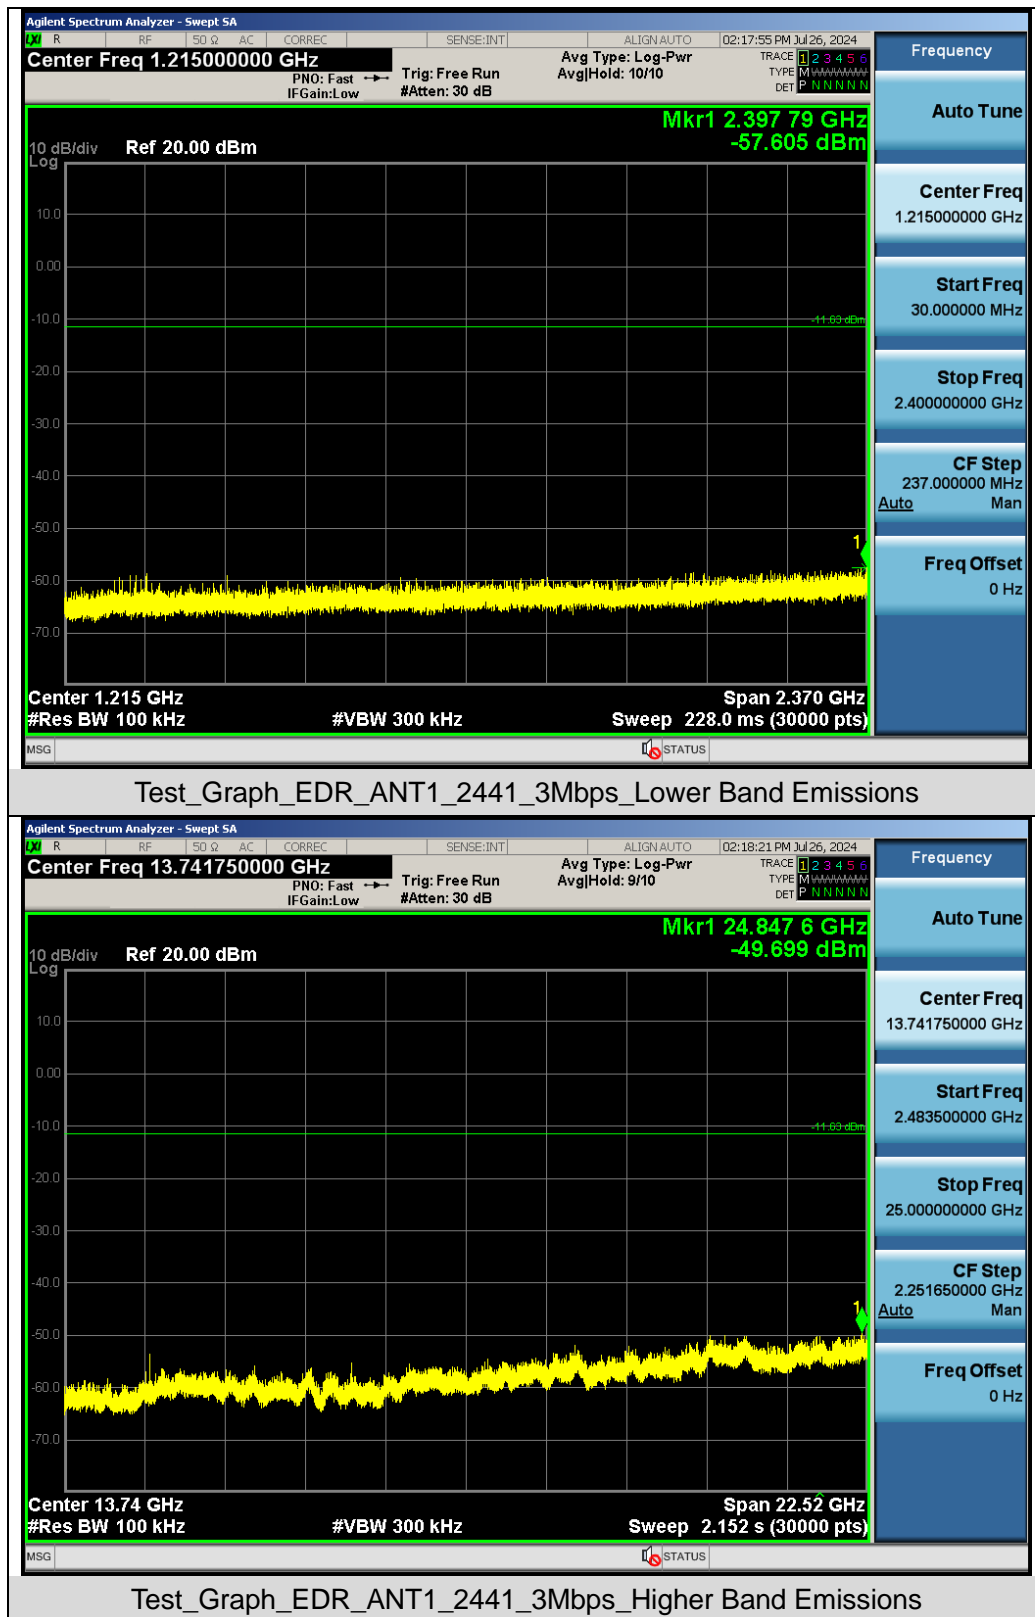 Agilent Spectrum Analyzer - Swept SA
LXI R RF 50 Ω AC CORREC SENSE:INT ALIGN AUTO 02:17:55 PM Jul 26, 2024
Center Freq 1.215000000 GHz
PNO: Fast
IFGain:Low
Trig: Free Run
#Atten: 30 dB
Avg Type: Log-Pwr
Avg|Hold: 10/10
TRACE 1 2 3 4 5 6
TYPE M
DET P N N N N N
Frequency
Auto Tune
Mkr1 2.397 79 GHz
-57.605 dBm
10 dB/div Ref 20.00 dBm
Log
10.0
0.00
-10.0
-11.63 dBm
-20.0
-30.0
-40.0
-50.0
-60.0
-70.0
1
Center Freq
1.215000000 GHz
Start Freq
30.000000 MHz
Stop Freq
2.400000000 GHz
CF Step
237.000000 MHz
Auto Man
Freq Offset
0 Hz
Center 1.215 GHz Span 2.370 GHz
#Res BW 100 kHz #VBW 300 kHz Sweep 228.0 ms (30000 pts)
MSG STATUS
Test_Graph_EDR_ANT1_2441_3Mbps_Lower Band Emissions
Agilent Spectrum Analyzer - Swept SA
LXI R RF 50 Ω AC CORREC SENSE:INT ALIGN AUTO 02:18:21 PM Jul 26, 2024
Center Freq 13.741750000 GHz
PNO: Fast
IFGain:Low
Trig: Free Run
#Atten: 30 dB
Avg Type: Log-Pwr
Avg|Hold: 9/10
TRACE 1 2 3 4 5 6
TYPE M
DET P N N N N N
Frequency
Auto Tune
Mkr1 24.847 6 GHz
-49.699 dBm
10 dB/div Ref 20.00 dBm
Log
10.0
0.00
-10.0
-11.63 dBm
-20.0
-30.0
-40.0
-50.0
-60.0
-70.0
1
Center Freq
13.741750000 GHz
Start Freq
2.483500000 GHz
Stop Freq
25.000000000 GHz
CF Step
2.251650000 GHz
Auto Man
Freq Offset
0 Hz
Center 13.74 GHz Span 22.52 GHz
#Res BW 100 kHz #VBW 300 kHz Sweep 2.152 s (30000 pts)
MSG STATUS
Test_Graph_EDR_ANT1_2441_3Mbps_Higher Band Emissions